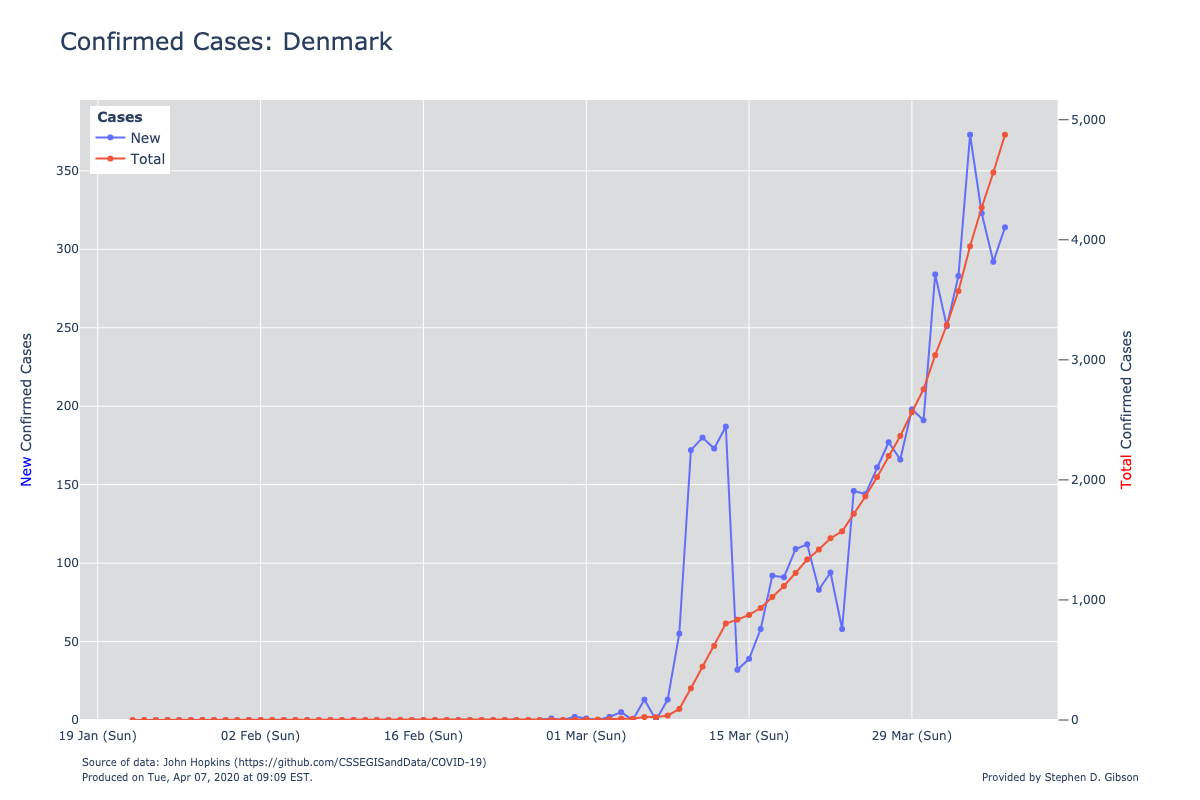 Confirmed Cases: Denmark
Cases
New
Total
350
300
250
200
150
100
50
0
5,000
4,000
3,000
2,000
1,000
0
New Confirmed Cases
Total Confirmed Cases
19 Jan (Sun)
02 Feb (Sun)
16 Feb (Sun)
01 Mar (Sun)
15 Mar (Sun)
29 Mar (Sun)
Source of data: John Hopkins (https://github.com/CSSEGISandData/COVID-19)
Produced on Tue, Apr 07, 2020 at 09:09 EST.
Provided by Stephen D. Gibson